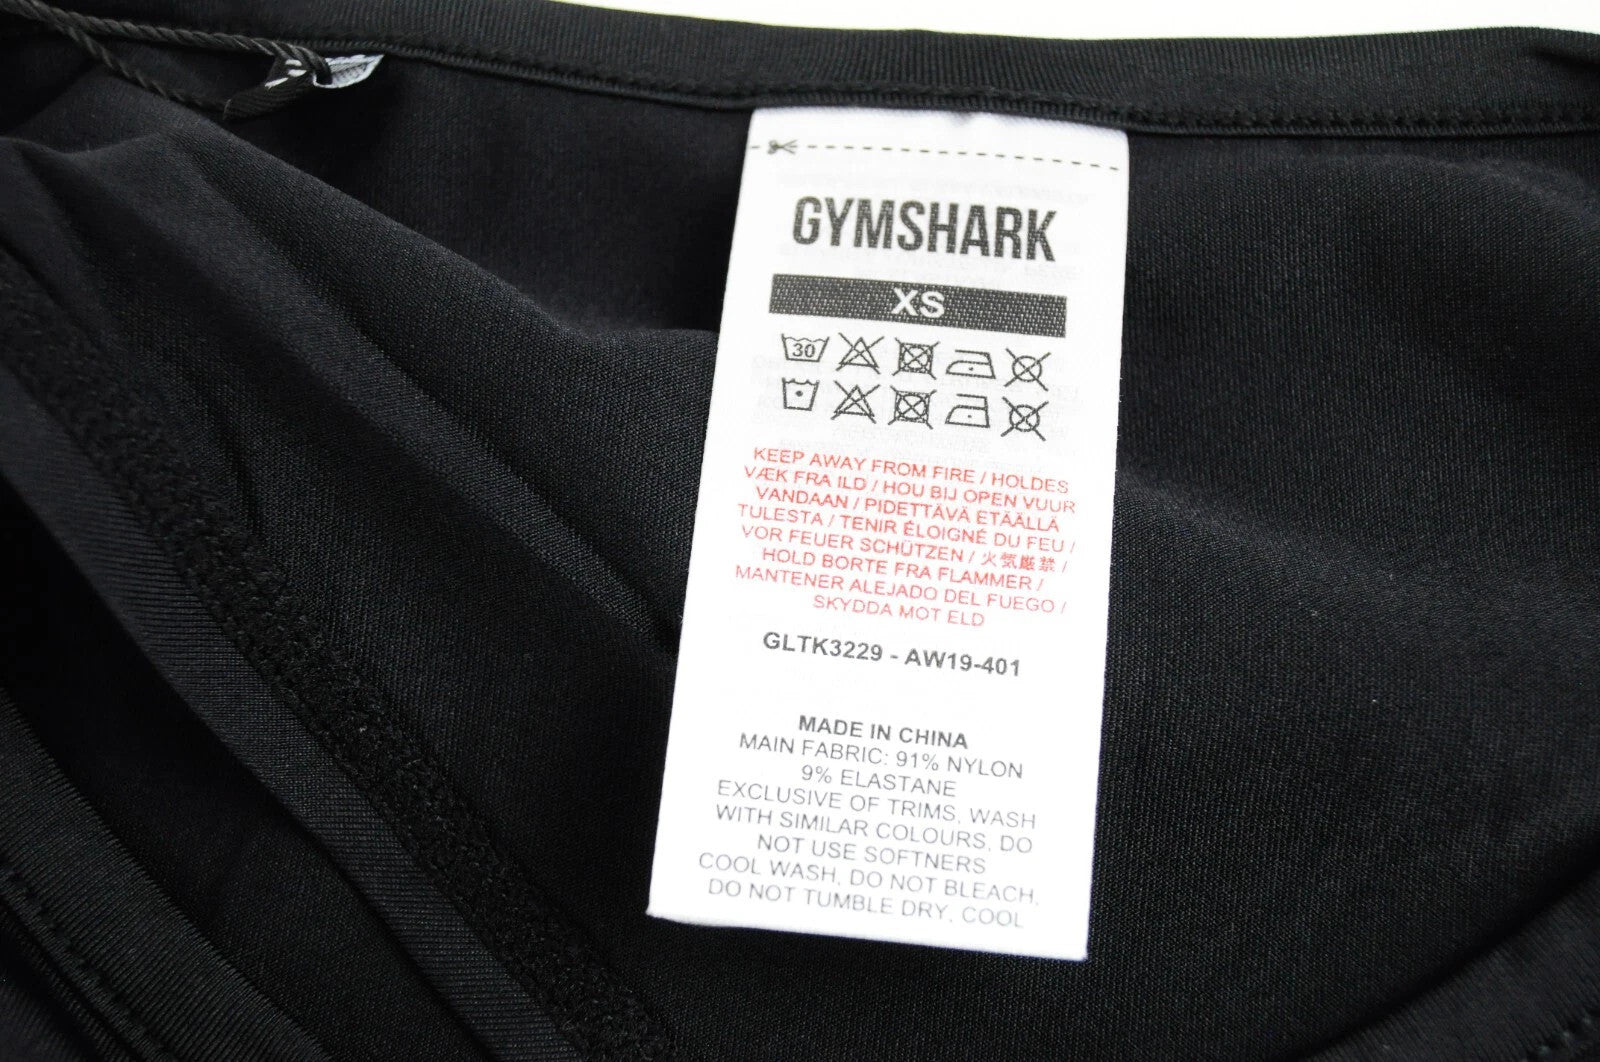 GYMSHARK
XS
30
KEEP AWAY FROM FIRE / HOLDES
VÆK FRA ILD / HOU BIJ OPEN VUUR
VANDAAN / PIDETTÄVÄ ETÄÄLLÄ
TULESTA / TENIR ÉLOIGNÉ DU FEU /
VOR FEUER SCHÜTZEN / 火気厳禁 /
HOLD BORTE FRA FLAMMER /
MANTENER ALEJADO DEL FUEGO /
SKYDDA MOT ELD
GLTK3229 - AW19-401
MADE IN CHINA
MAIN FABRIC: 91% NYLON
9% ELASTANE
EXCLUSIVE OF TRIMS, WASH
WITH SIMILAR COLOURS, DO
NOT USE SOFTNERS
COOL WASH, DO NOT BLEACH,
DO NOT TUMBLE DRY, COOL